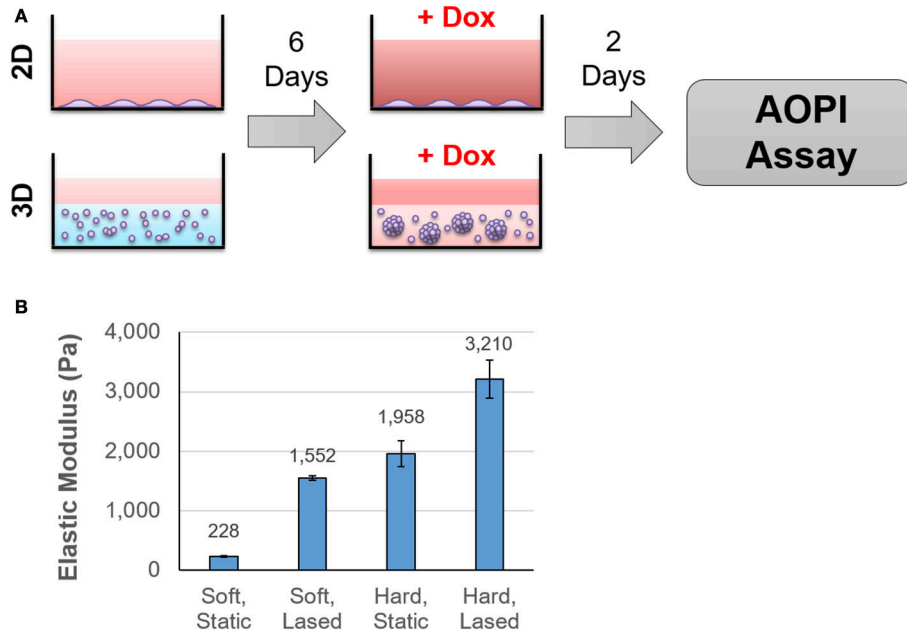 A
2D
+ Dox
6
Days
2
Days
AOPI
Assay
3D
+ Dox
B
Elastic Modulus (Pa)
4,000
3,000
2,000
1,000
0
228
1,552
1,958
3,210
Soft,
Static
Soft,
Lased
Hard,
Static
Hard,
Lased